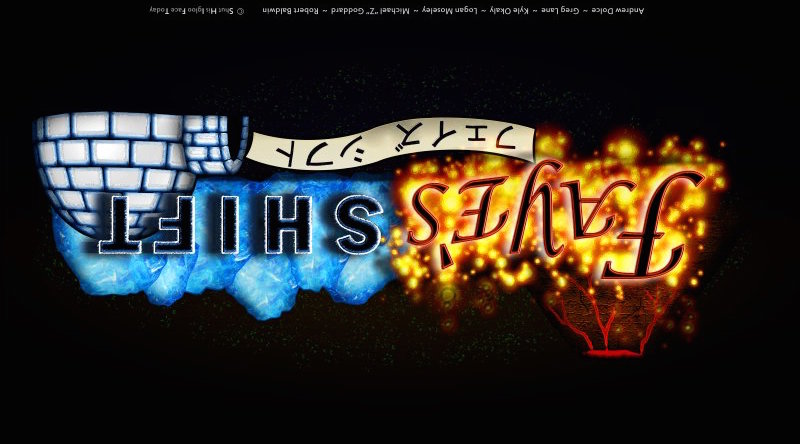 FAYE'S SHIFT
フェイズ シフト
Andrew Dolce ~ Greg Lane ~ Kyle Okaly ~ Logan Moseley ~ Michael "Z" Goddard ~ Robert Baldwin © Shut His Igloo Face Today